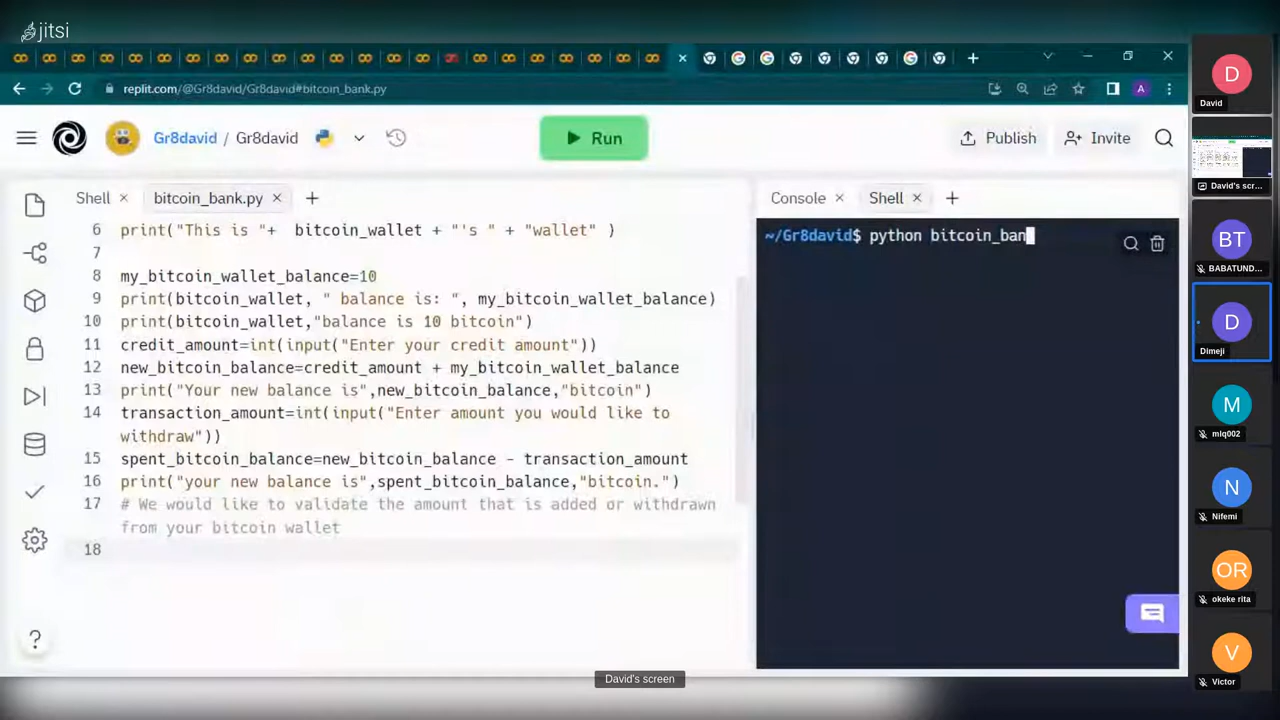 jitsi
replit.com/@Gr8david/Gr8david#bitcoin_bank.py
A
Gr8david / Gr8david
Run
Publish
Invite
Shell
bitcoin_bank.py
Console
Shell
6 print("This is "+  bitcoin_wallet + "'s " + "wallet" )
7
8 my_bitcoin_wallet_balance=10
9 print(bitcoin_wallet, " balance is: ", my_bitcoin_wallet_balance)
10 print(bitcoin_wallet,"balance is 10 bitcoin")
11 credit_amount=int(input("Enter your credit amount"))
12 new_bitcoin_balance=credit_amount + my_bitcoin_wallet_balance
13 print("Your new balance is",new_bitcoin_balance,"bitcoin")
14 transaction_amount=int(input("Enter amount you would like to
withdraw"))
15 spent_bitcoin_balance=new_bitcoin_balance - transaction_amount
16 print("your new balance is",spent_bitcoin_balance,"bitcoin.")
17 # We would like to validate the amount that is added or withdrawn
from your bitcoin wallet
18
~/Gr8david$ python bitcoin_ban
?
David's screen
D
David
David's scr...
BT
BABATUND...
D
Dimeji
M
mlq002
N
Nifemi
OR
okeke rita
V
Victor